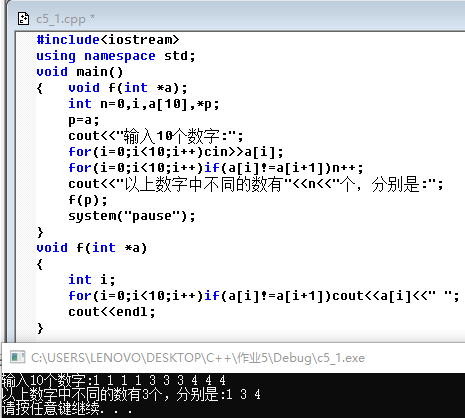 c5_1.cpp *
#include<iostream>
using namespace std;
void main()
{   void f(int *a);
    int n=0,i,a[10],*p;
    p=a;
    cout<<"输入10个数字:";
    for(i=0;i<10;i++)cin>>a[i];
    for(i=0;i<10;i++)if(a[i]!=a[i+1])n++;
    cout<<"以上数字中不同的数有"<<n<<"个，分别是:";
    f(p);
    system("pause");
}
void f(int *a)
{
    int i;
    for(i=0;i<10;i++)if(a[i]!=a[i+1])cout<<a[i]<<" ";
    cout<<endl;
}
C:\USERS\LENOVO\DESKTOP\C++\作业5\Debug\c5_1.exe
输入10个数字:1 1 1 1 3 3 3 4 4 4
以上数字中不同的数有3个，分别是:1 3 4
请按任意键继续. . .